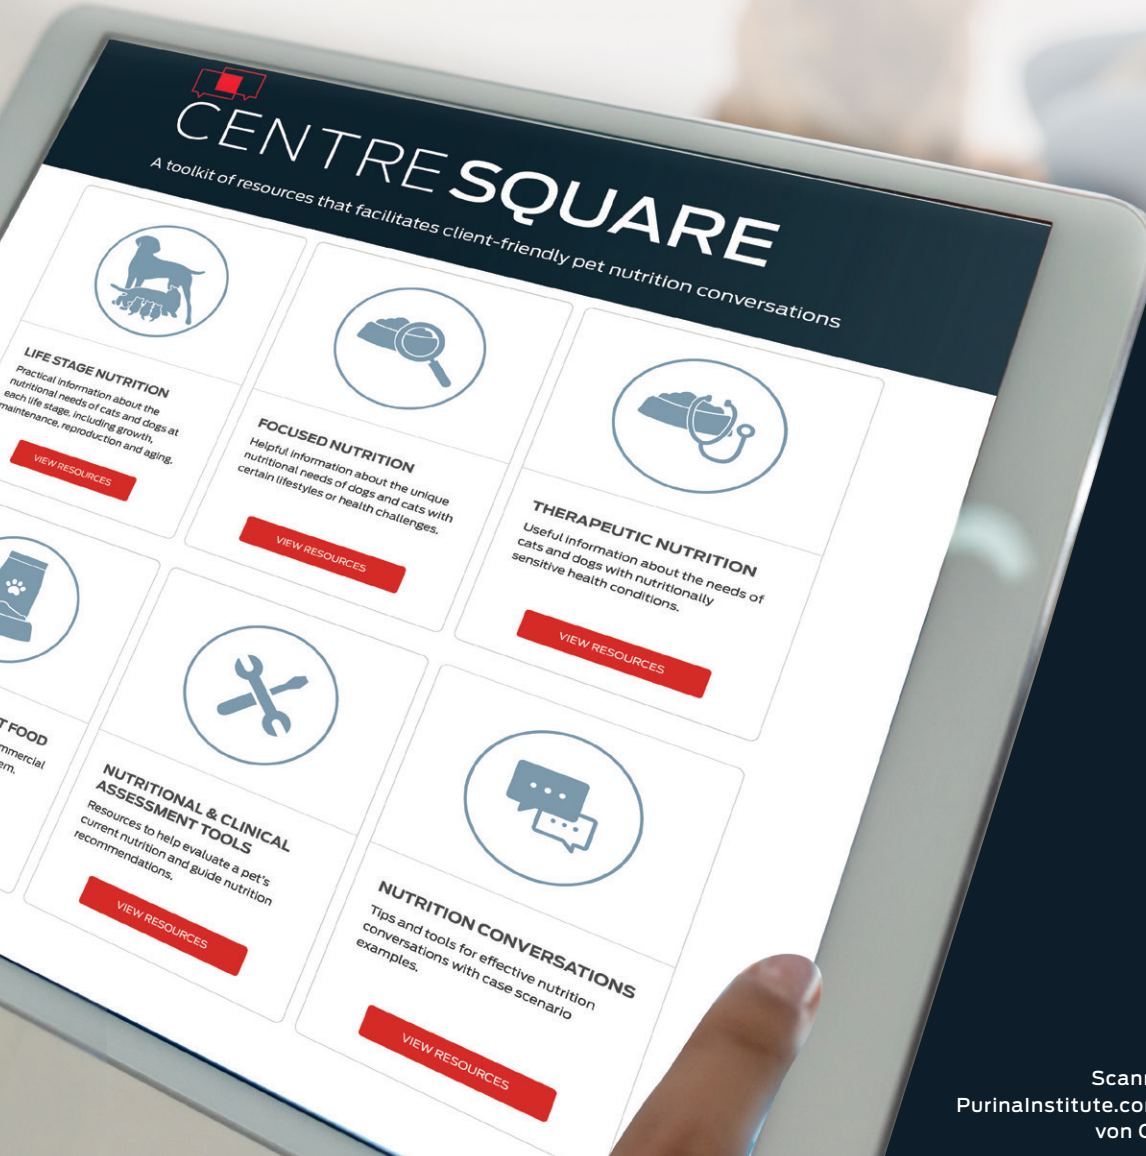 CENTRESQUARE
A toolkit of resources that facilitates client-friendly pet nutrition conversations
LIFE STAGE NUTRITION
Practical information about the
nutritional needs of cats and dogs at
each life stage, including growth,
maintenance, reproduction and aging.
VIEW RESOURCES
FOCUSED NUTRITION
Helpful information about the unique
nutritional needs of dogs and cats with
certain lifestyles or health challenges.
VIEW RESOURCES
THERAPEUTIC NUTRITION
Useful information about the needs of
cats and dogs with nutritionally
sensitive health conditions.
VIEW RESOURCES
FOOD
NUTRITIONAL & CLINICAL
ASSESSMENT TOOLS
Resources to help evaluate a pet's
current nutrition and guide nutrition
recommendations.
VIEW RESOURCES
NUTRITION CONVERSATIONS
Tips and tools for effective nutrition
conversations with case scenario
examples.
VIEW RESOURCES
von